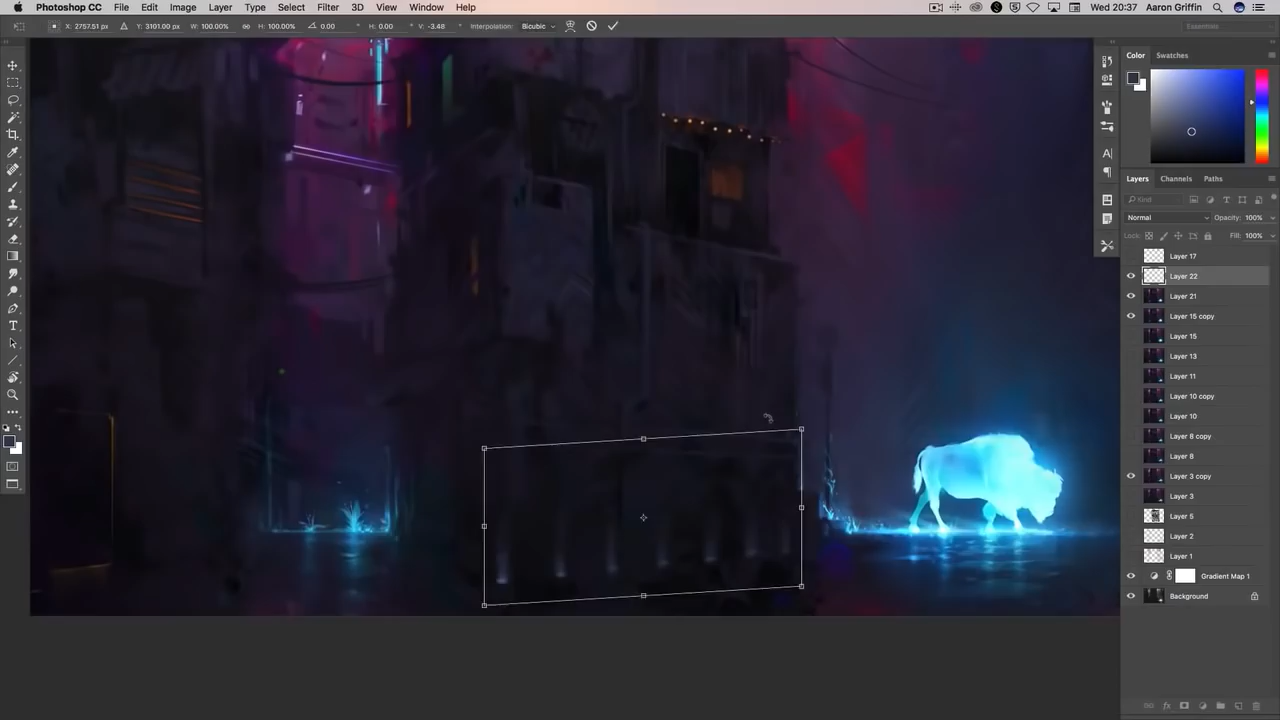 Photoshop CC File Edit Image Layer Type Select Filter 3D View Window Help Wed 20:37 Aaron Griffin
X: 2757.51 px Y: 3101.00 px W: 100.00% H: 100.00% 0.00 ° H: 0.00 ° V: -3.48 ° Interpolation: Bicubic Essentials
Color Swatches
Layers Channels Paths
Kind
Normal Opacity: 100%
Lock: Fill: 100%
Layer 17
Layer 22
Layer 21
Layer 15 copy
Layer 15
Layer 13
Layer 11
Layer 10 copy
Layer 10
Layer 8 copy
Layer 8
Layer 3 copy
Layer 3
Layer 5
Layer 2
Layer 1
Gradient Map 1
Background